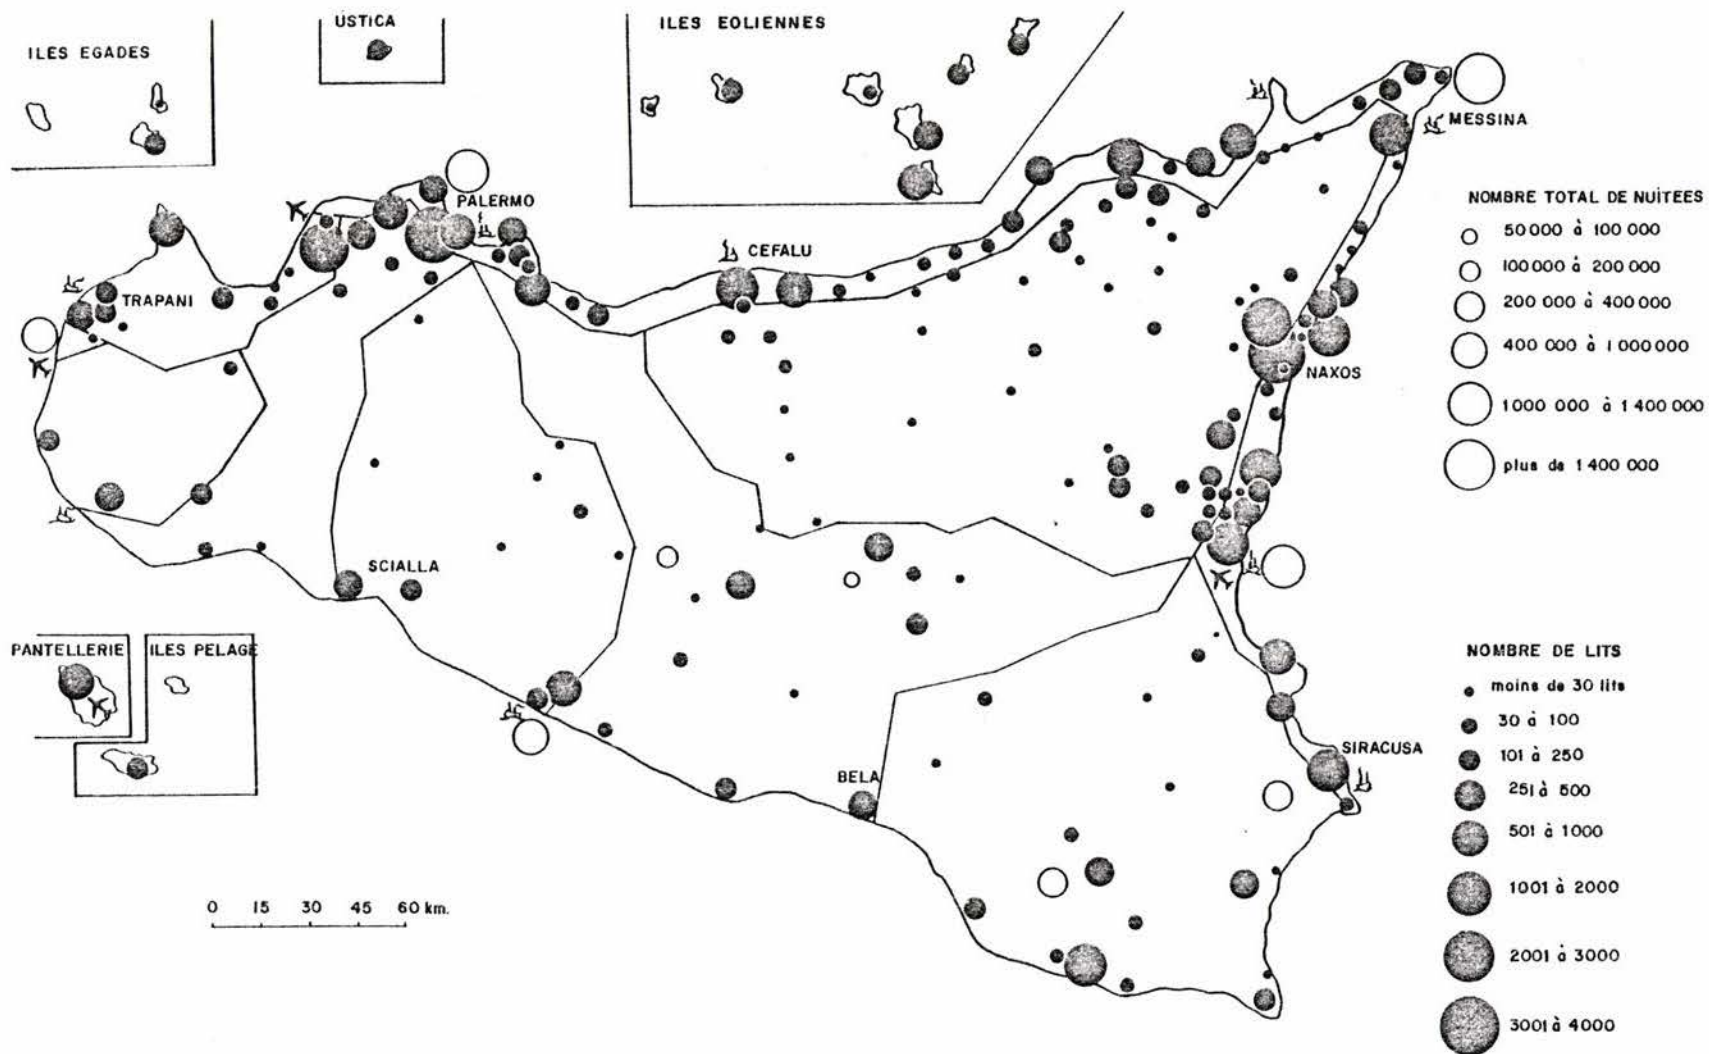 ILES EGADES
USTICA
ILES EOLIENNES
MESSINA
PALERMO
CEFALU
TRAPANI
NAXOS
SCIALLA
PANTELLERIE
ILES PELAGE
BELA
SIRACUSA
0 15 30 45 60 km.
NOMBRE TOTAL DE NUITEES
50 000 à 100 000
100 000 à 200 000
200 000 à 400 000
400 000 à 1 000 000
1 000 000 à 1 400 000
plus de 1 400 000
NOMBRE DE LITS
moins de 30 lits
30 à 100
101 à 250
251 à 500
501 à 1000
1001 à 2000
2001 à 3000
3001 à 4000